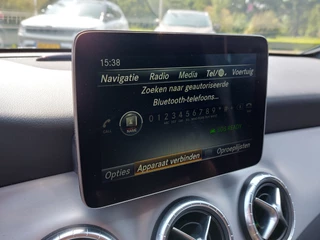 15:38
Navigatie Radio Media Tel/ Voertuig
Zoeken naar geautoriseerde
Bluetooth-telefoons...
0 1 2 3 4 5 6 7 8 9
Apparaat verbinden
Opties
Oproeplijsten